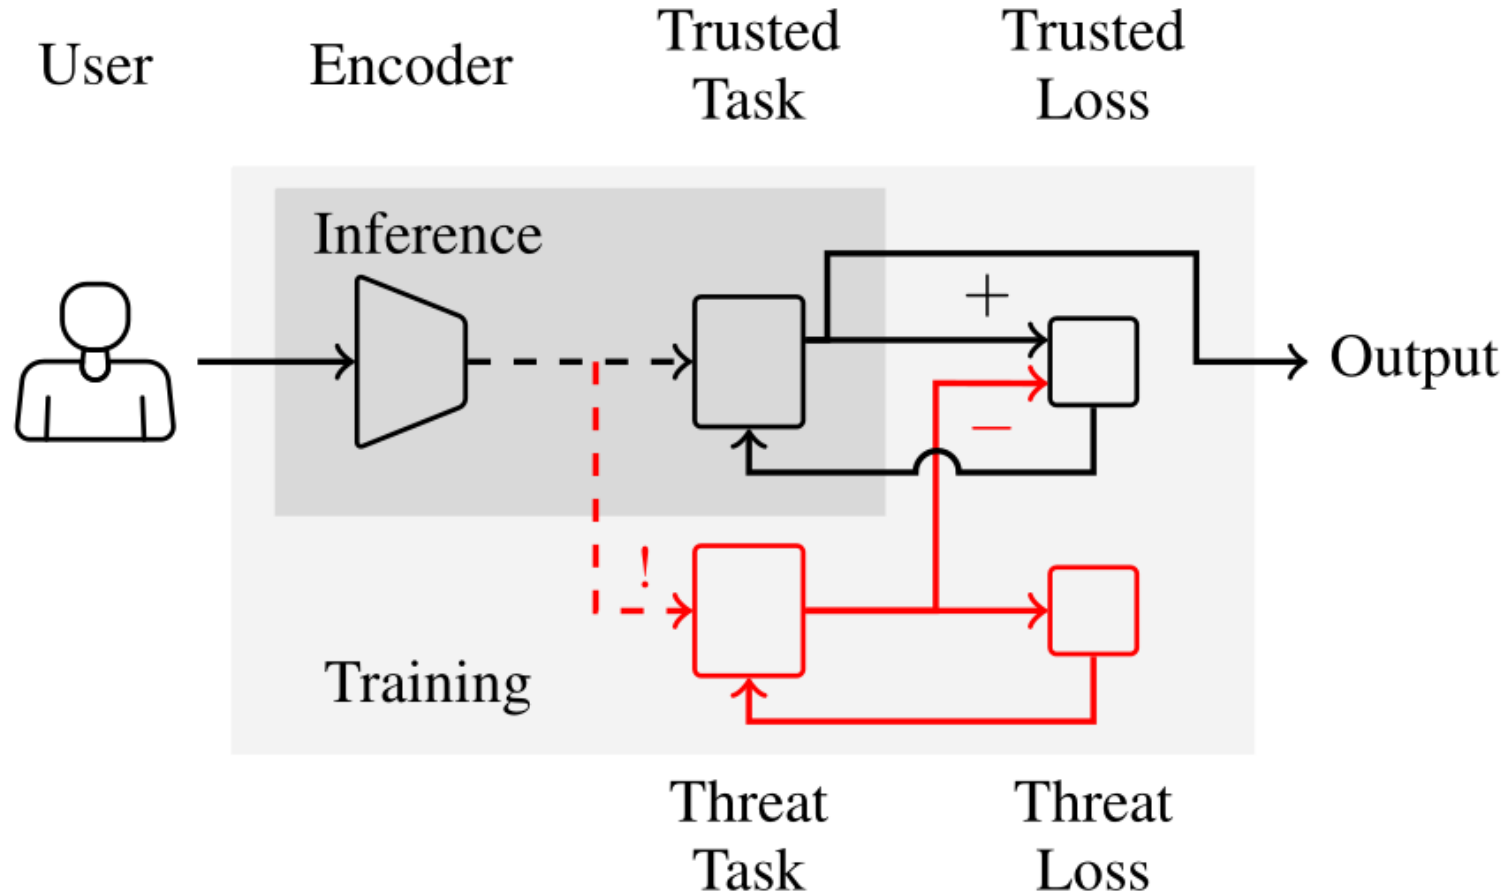 User
Encoder
Trusted
Task
Trusted
Loss
Inference
+
Output
−
!
Training
Threat
Task
Threat
Loss